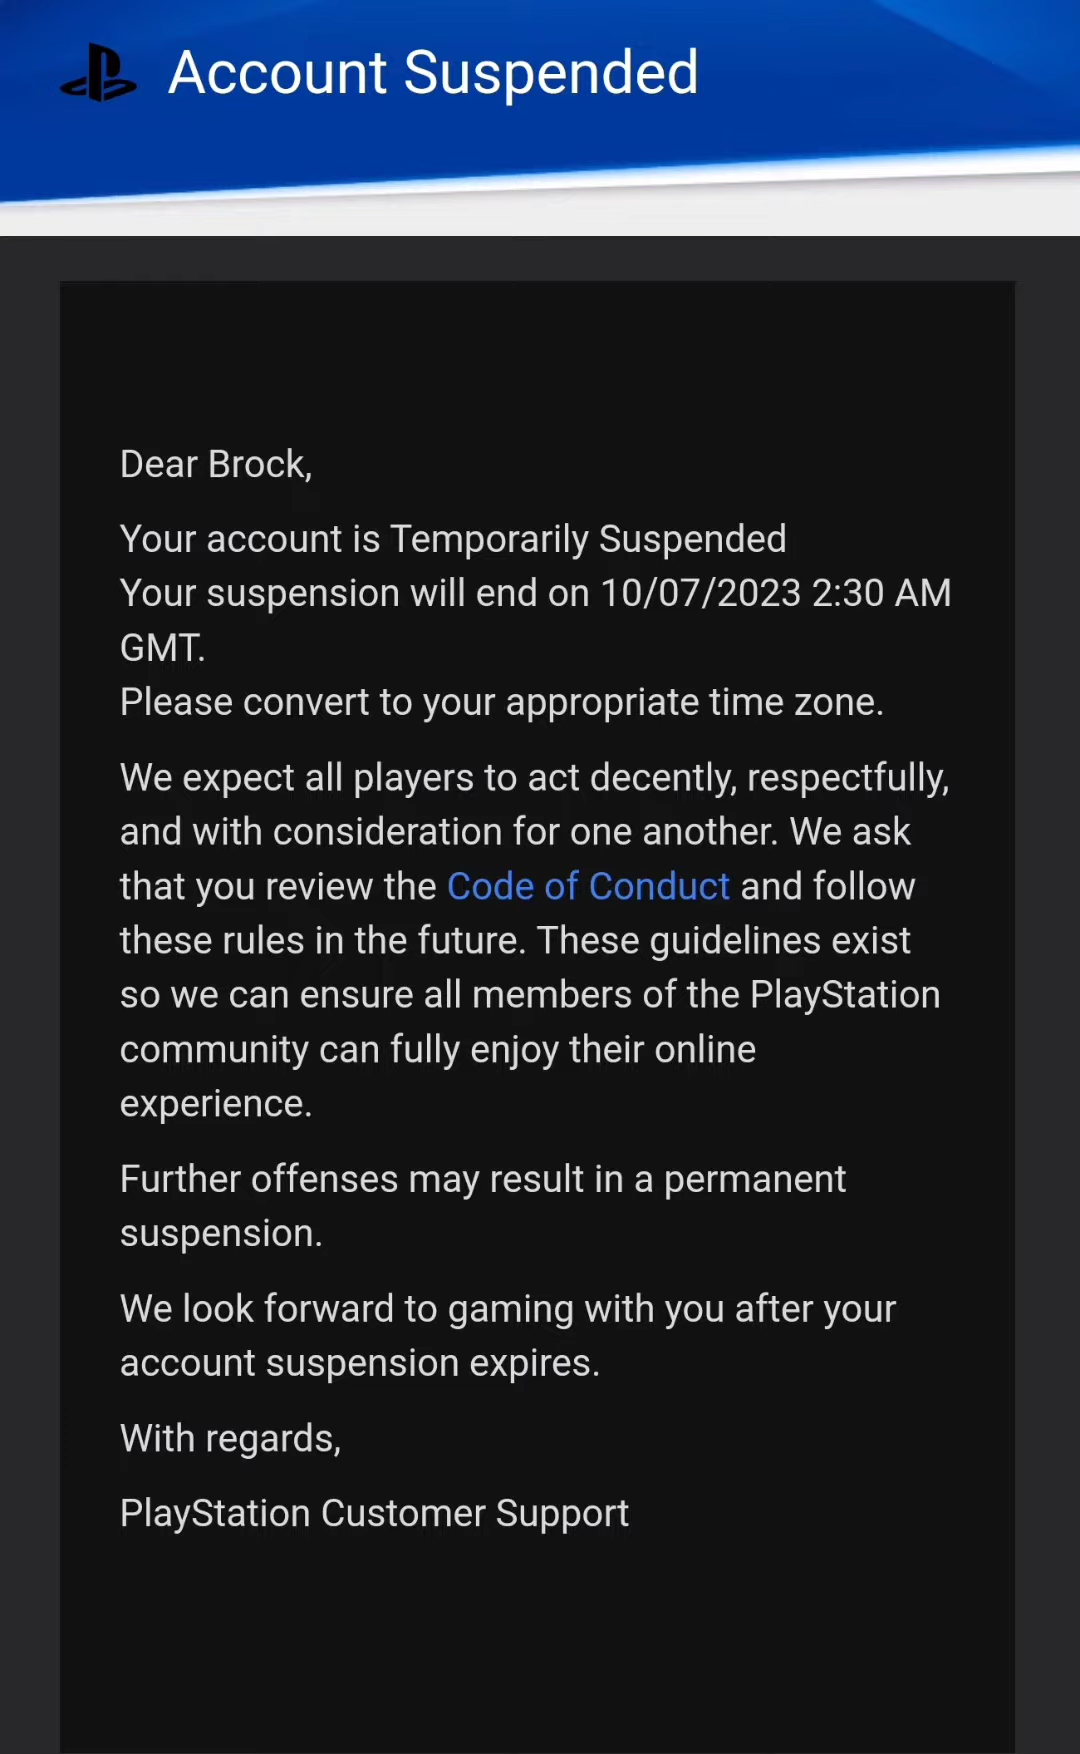 Account Suspended
Dear Brock,
Your account is Temporarily Suspended
Your suspension will end on 10/07/2023 2:30 AM
GMT.
Please convert to your appropriate time zone.
We expect all players to act decently, respectfully,
and with consideration for one another. We ask
that you review the Code of Conduct and follow
these rules in the future. These guidelines exist
so we can ensure all members of the PlayStation
community can fully enjoy their online
experience.
Further offenses may result in a permanent
suspension.
We look forward to gaming with you after your
account suspension expires.
With regards,
PlayStation Customer Support